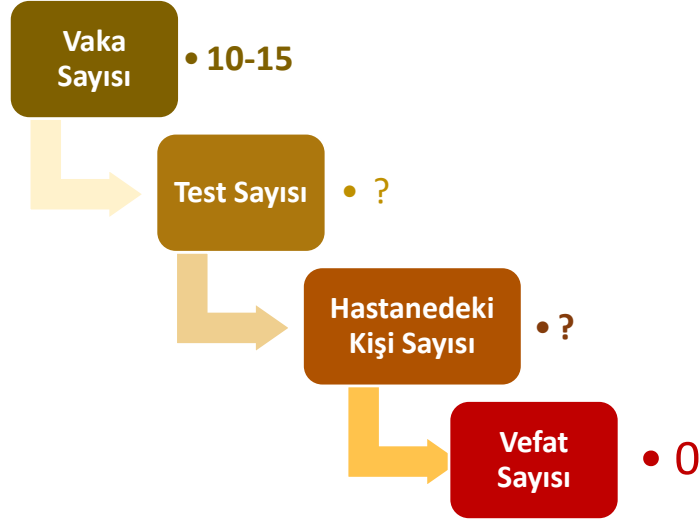 Vaka
Sayısı
• 10-15
Test Sayısı
• ?
Hastanedeki
Kişi Sayısı
• ?
Vefat
Sayısı
• 0